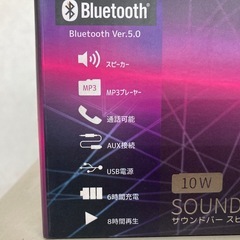 Bluetooth®
Bluetooth Ver.5.0
スピーカー
MP3
MP3プレーヤー
通話可能
AUX接続
USB電源
6時間充電
8時間再生
10W
SOUND
サウンドバー スピ